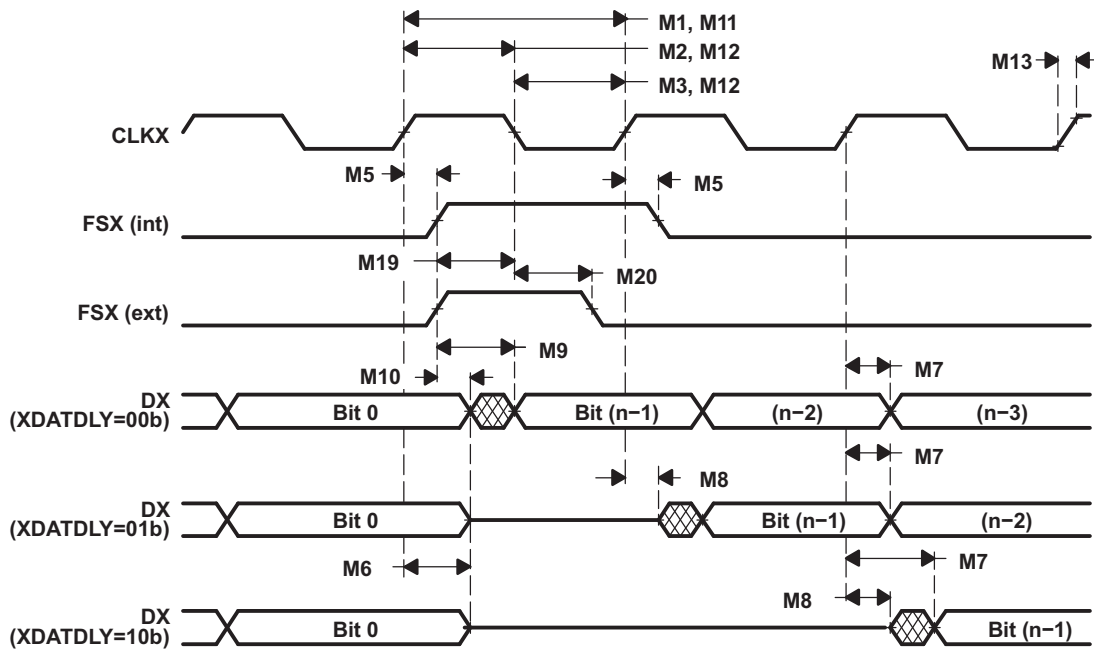 M1, M11
M2, M12
M13
M3, M12
CLKX
M5
M5
FSX (int)
M19
M20
FSX (ext)
M9
M10
M7
DX
(XDATDLY=00b)
Bit 0
Bit (n−1)
(n−2)
(n−3)
M7
M8
DX
(XDATDLY=01b)
Bit 0
Bit (n−1)
(n−2)
M6
M7
M8
DX
(XDATDLY=10b)
Bit 0
Bit (n−1)